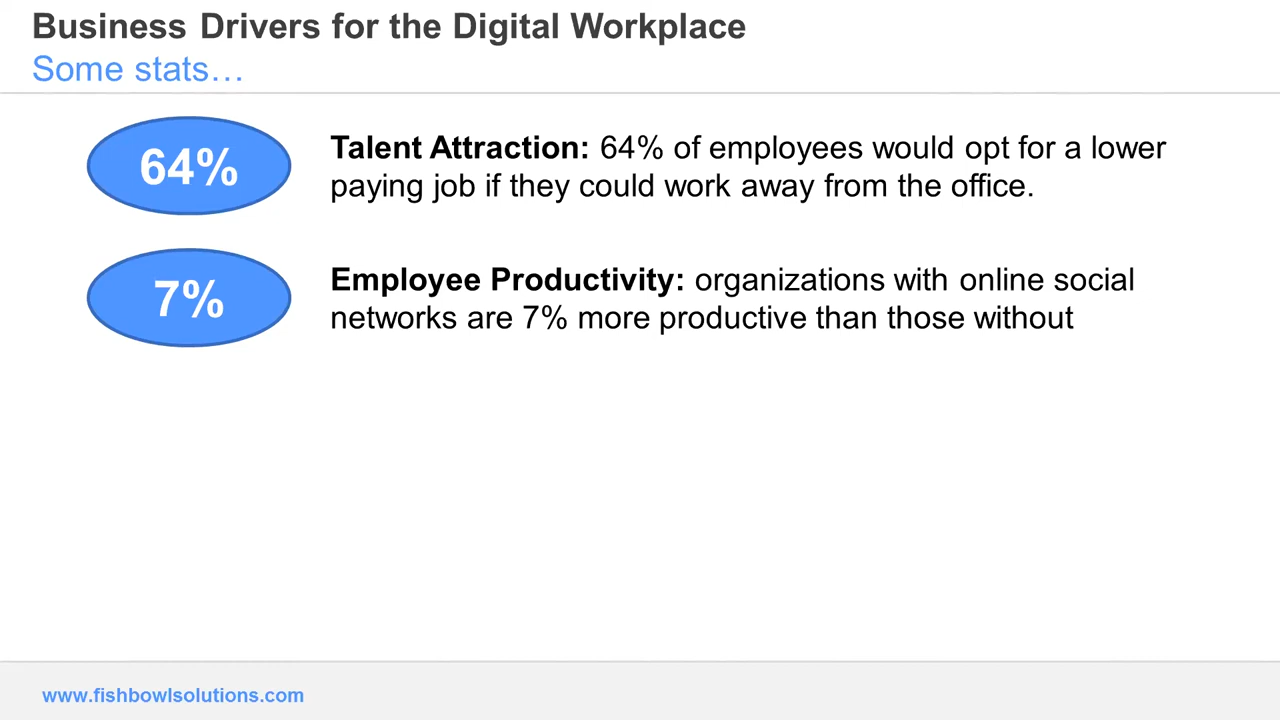 Business Drivers for the Digital Workplace
Some stats…
64%
Talent Attraction: 64% of employees would opt for a lower
paying job if they could work away from the office.
7%
Employee Productivity: organizations with online social
networks are 7% more productive than those without
www.fishbowlsolutions.com